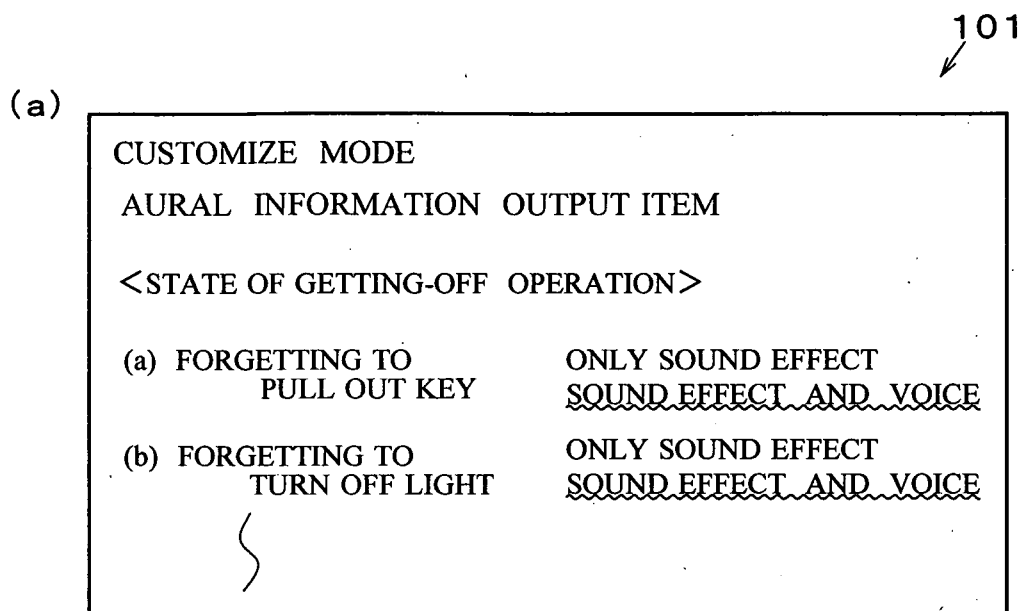 101
(a)
CUSTOMIZE MODE
AURAL INFORMATION OUTPUT ITEM
<STATE OF GETTING-OFF OPERATION>
(a) FORGETTING TO ONLY SOUND EFFECT
PULL OUT KEY SOUND EFFECT AND VOICE
(b) FORGETTING TO ONLY SOUND EFFECT
TURN OFF LIGHT SOUND EFFECT AND VOICE